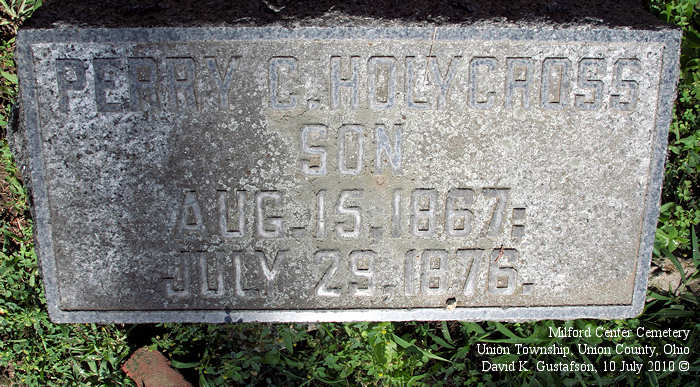 PERRY C. HOLYCROSS
SON
AUG. 15, 1867;
JULY 29, 1876.
Milford Center Cemetery
Union Township, Union County, Ohio
David K. Gustafson, 10 July 2010 ©